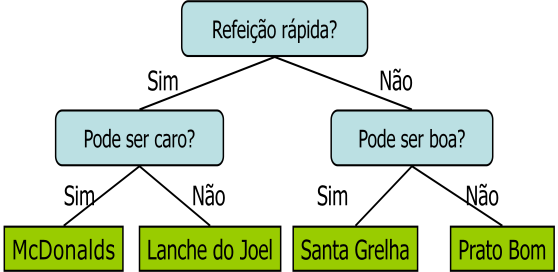 Refeição rápida?
Sim
Não
Pode ser caro?
Pode ser boa?
Sim
Não
Sim
Não
McDonalds
Lanche do Joel
Santa Grelha
Prato Bom